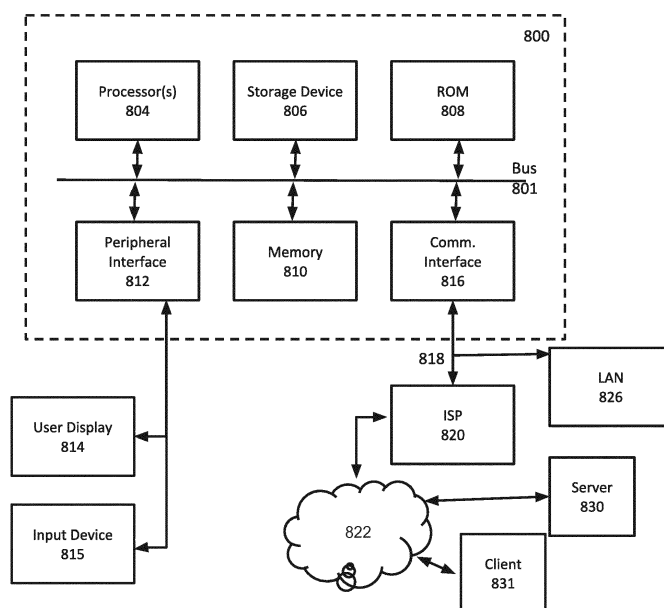 800
Processor(s)
804
Storage Device
806
ROM
808
Bus
801
Peripheral
Interface
812
Memory
810
Comm.
Interface
816
818
LAN
826
User Display
814
ISP
820
Server
830
822
Input Device
815
Client
831